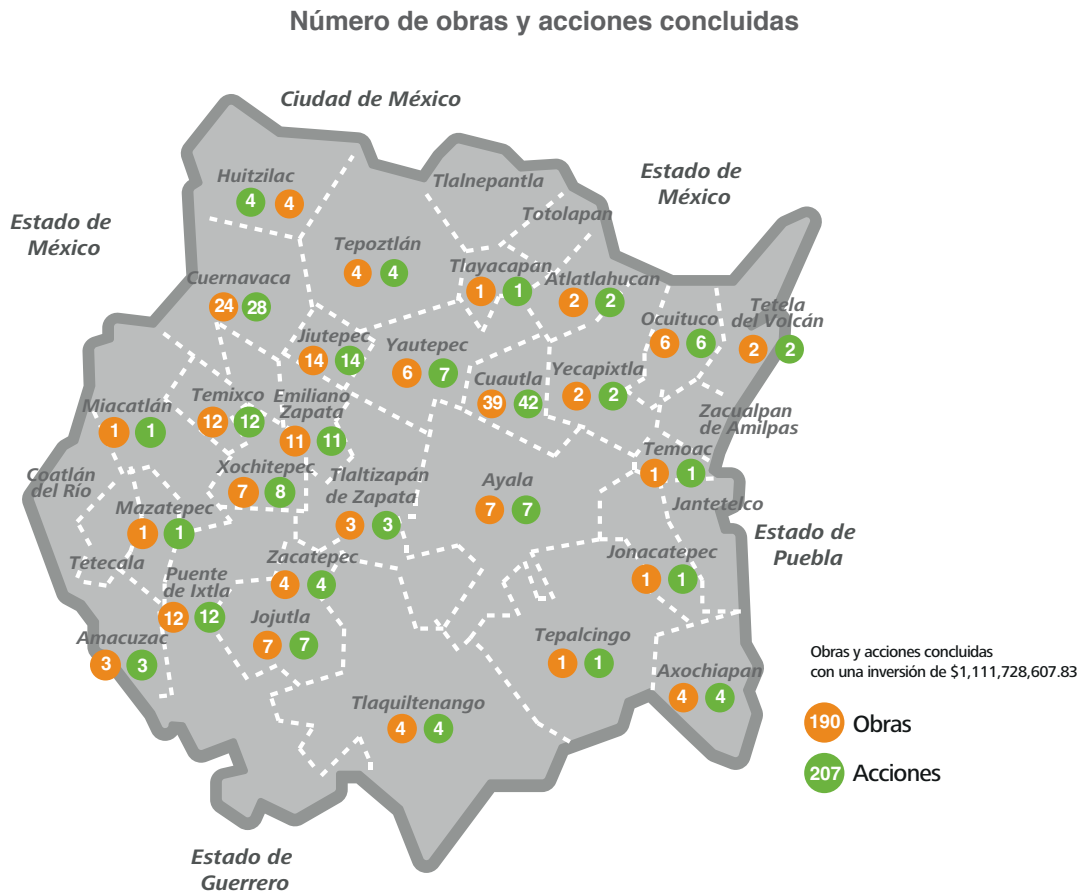 Número de obras y acciones concluidas
Ciudad de México
Estado de
México
Estado de
México
Huitzilac
4 4
Tlalnepantla
Totolapan
Tepoztlán
4 4
Tlayacapan
1 1
Atlatlahucan
2 2
Cuernavaca
24 28
Ocuituco
6 6
Tetela
del Volcán
2 2
Jiutepec
14 14
Yautepec
6 7
Cuautla
39 42
Yecapixtla
2 2
Miacatlán
1 1
Temixco
12 12
Emiliano
Zapata
11 11
Zacualpan
de Amilpas
Temoac
1 1
Coatlán
del Río
Xochitepec
7 8
Tlaltizapán
de Zapata
3 3
Ayala
7 7
Jantetelco
Mazatepec
1 1
Estado de
Puebla
Tetecala
Puente
de Ixtla
12 12
Zacatepec
4 4
Jonacatepec
1 1
Amacuzac
3 3
Jojutla
7 7
Tepalcingo
1 1
Axochiapan
4 4
Tlaquiltenango
4 4
Estado de
Guerrero
Obras y acciones concluidas
con una inversión de $1,111,728,607.83
190 Obras
207 Acciones